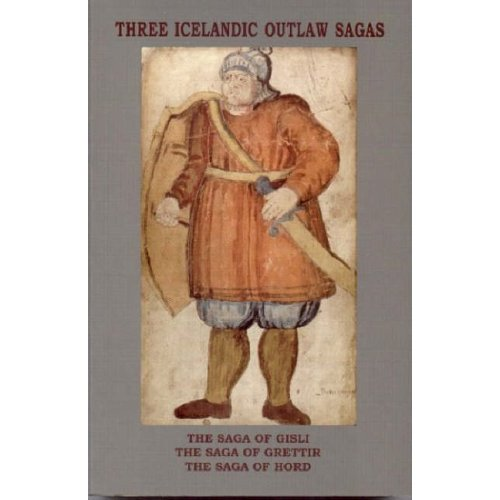 THREE ICELANDIC OUTLAW SAGAS
THE SAGA OF GISLI
THE SAGA OF GRETTIR
THE SAGA OF HORD